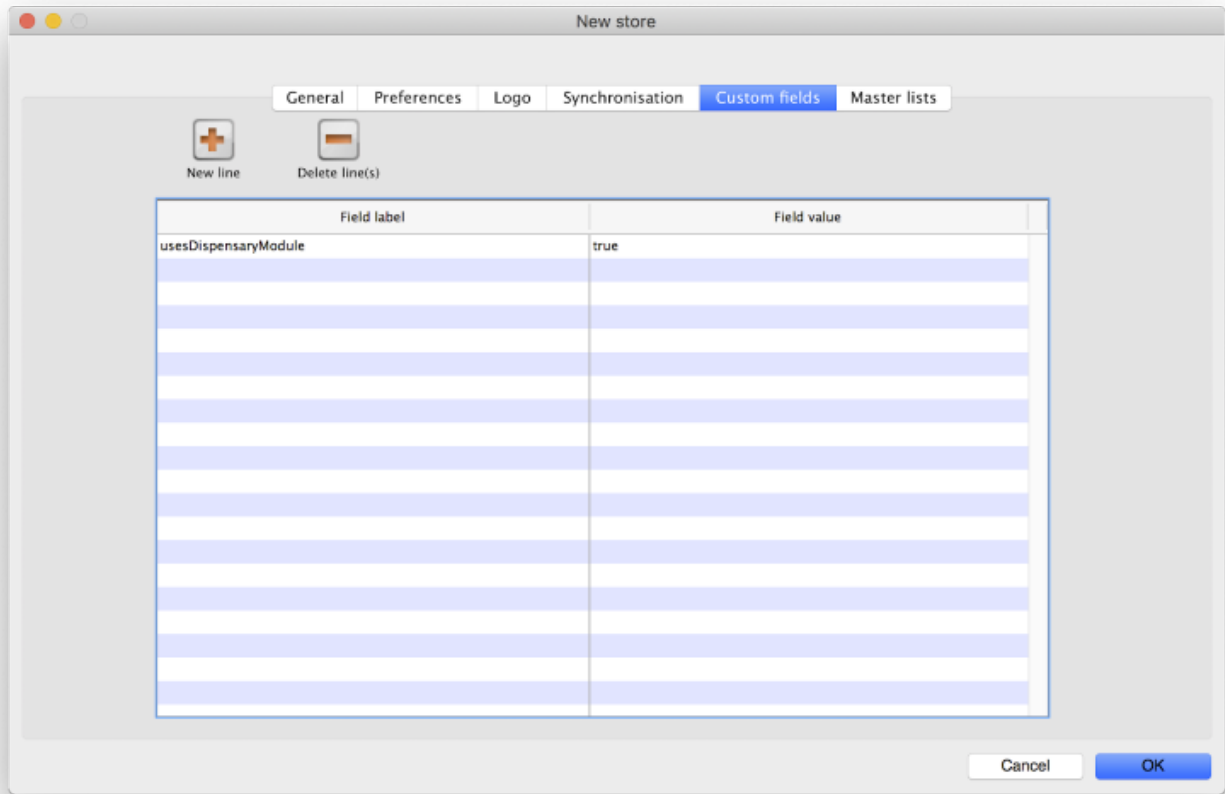 New store
General Preferences Logo Synchronisation Custom fields Master lists
New line Delete line(s)
Field label Field value
usesDispensaryModule true
Cancel OK